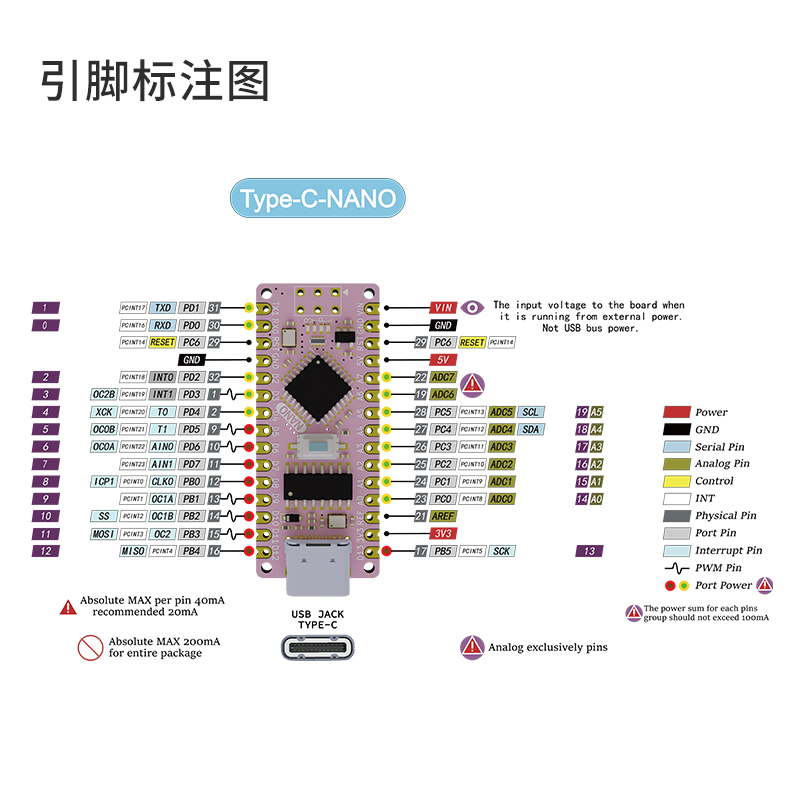 引脚标注图
Type-C-NANO
1 PCINT17 TXD PD1 31
0 PCINT16 RXD PD0 30
PCINT14 RESET PC6 29
GND
2 PCINT18 INT0 PD2 32
3 OC2B PCINT19 INT1 PD3 1
4 XCK PCINT20 T0 PD4 2
5 OC0B PCINT21 T1 PD5 9
6 OC0A PCINT22 AIN0 PD6 10
7 PCINT23 AIN1 PD7 11
8 ICP1 PCINT0 CLK0 PB0 12
9 PCINT1 OC1A PB1 13
10 SS PCINT2 OC1B PB2 14
11 MOSI PCINT3 OC2 PB3 15
12 MISO PCINT4 PB4 16
VIN
GND
29 PC6 RESET PCINT14
5V
22 ADC7
19 ADC6
28 PC5 PCINT13 ADC5 SCL 19 A5
27 PC4 PCINT12 ADC4 SDA 18 A4
26 PC3 PCINT11 ADC3 17 A3
25 PC2 PCINT10 ADC2 16 A2
24 PC1 PCINT9 ADC1 15 A1
23 PC0 PCINT8 ADC0 14 A0
21 AREF
3V3
17 PB5 PCINT5 SCK 13
The input voltage to the board when
it is running from external power.
Not USB bus power.
Power
GND
Serial Pin
Analog Pin
Control
INT
Physical Pin
Port Pin
Interrupt Pin
PWM Pin
Port Power
The power sum for each pins
group should not exceed 100mA
Absolute MAX per pin 40mA
recommended 20mA
Absolute MAX 200mA
for entire package
USB JACK
TYPE-C
Analog exclusively pins